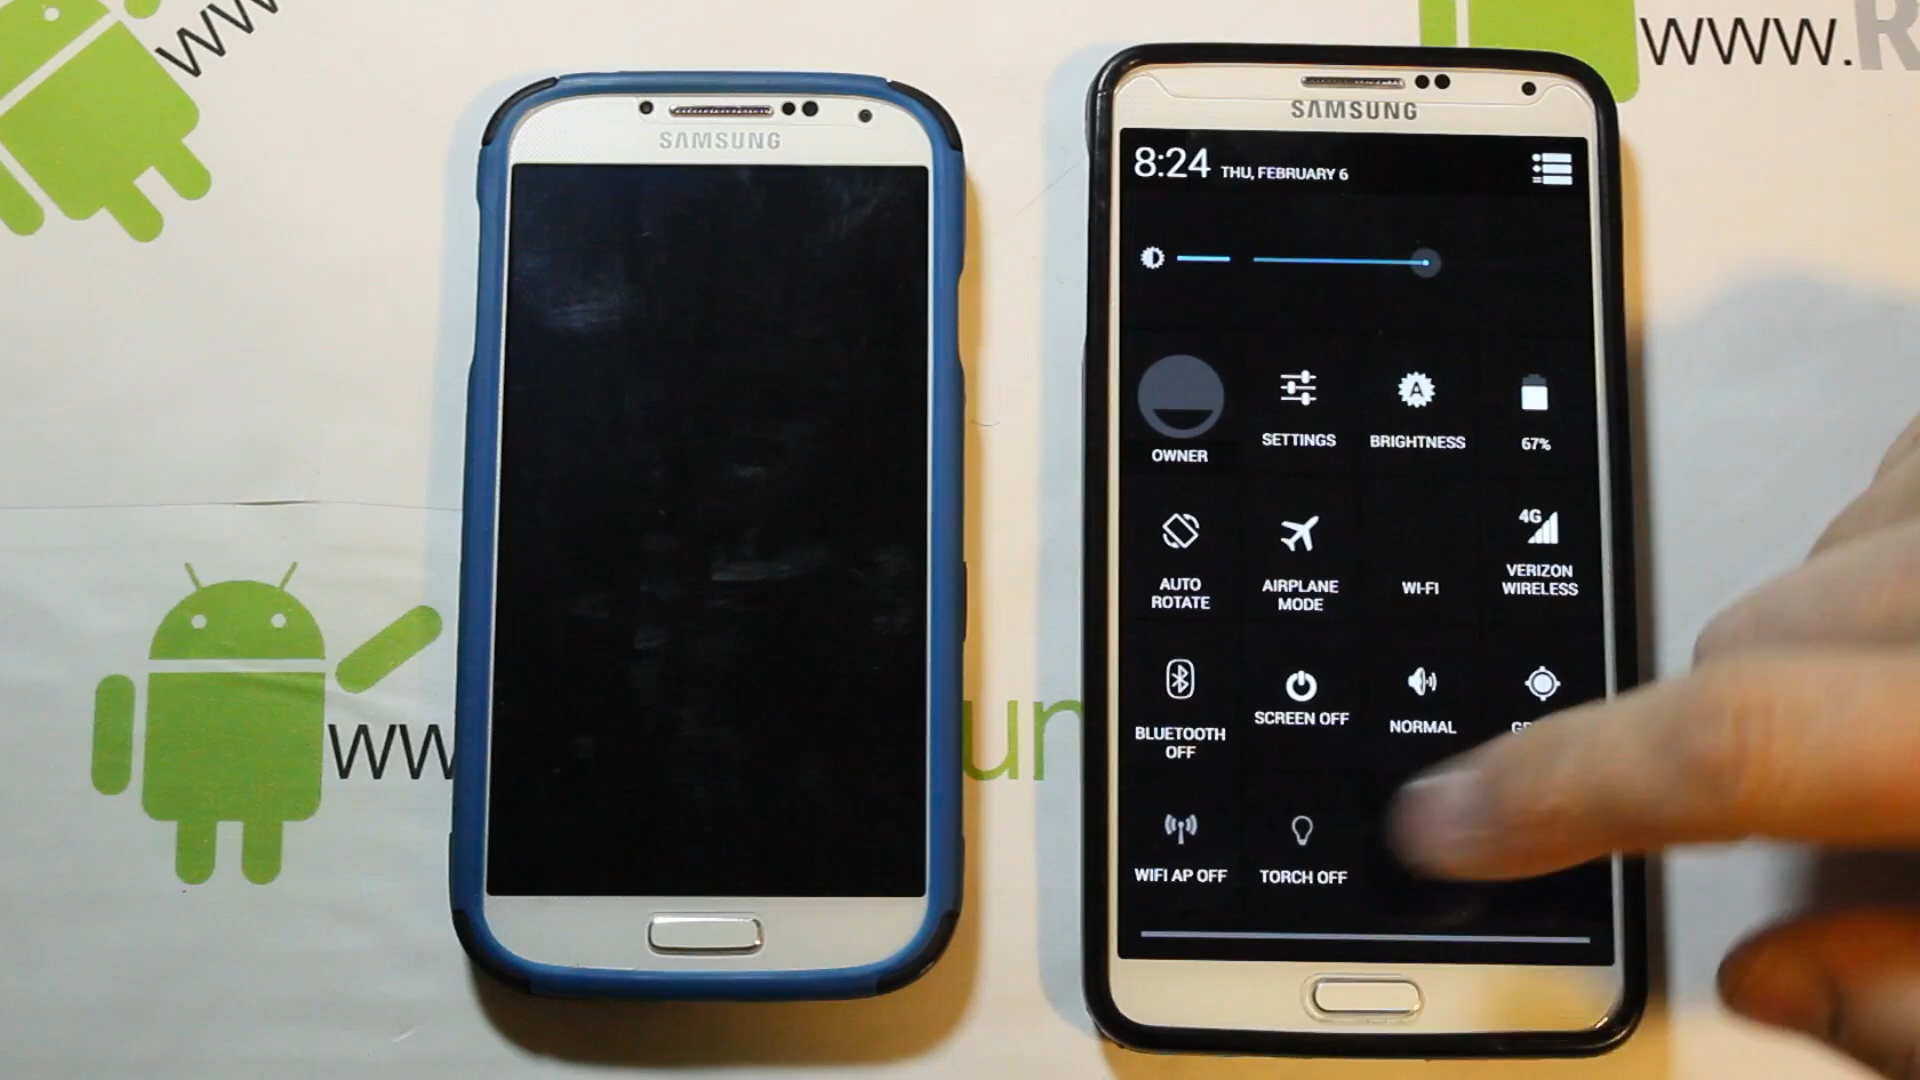 www.
www.R
SAMSUNG
SAMSUNG
8:24 THU, FEBRUARY 6
OWNER
SETTINGS
BRIGHTNESS
67%
4G
AUTO
ROTATE
AIRPLANE
MODE
WI-FI
VERIZON
WIRELESS
BLUETOOTH
OFF
SCREEN OFF
NORMAL
WIFI AP OFF
TORCH OFF